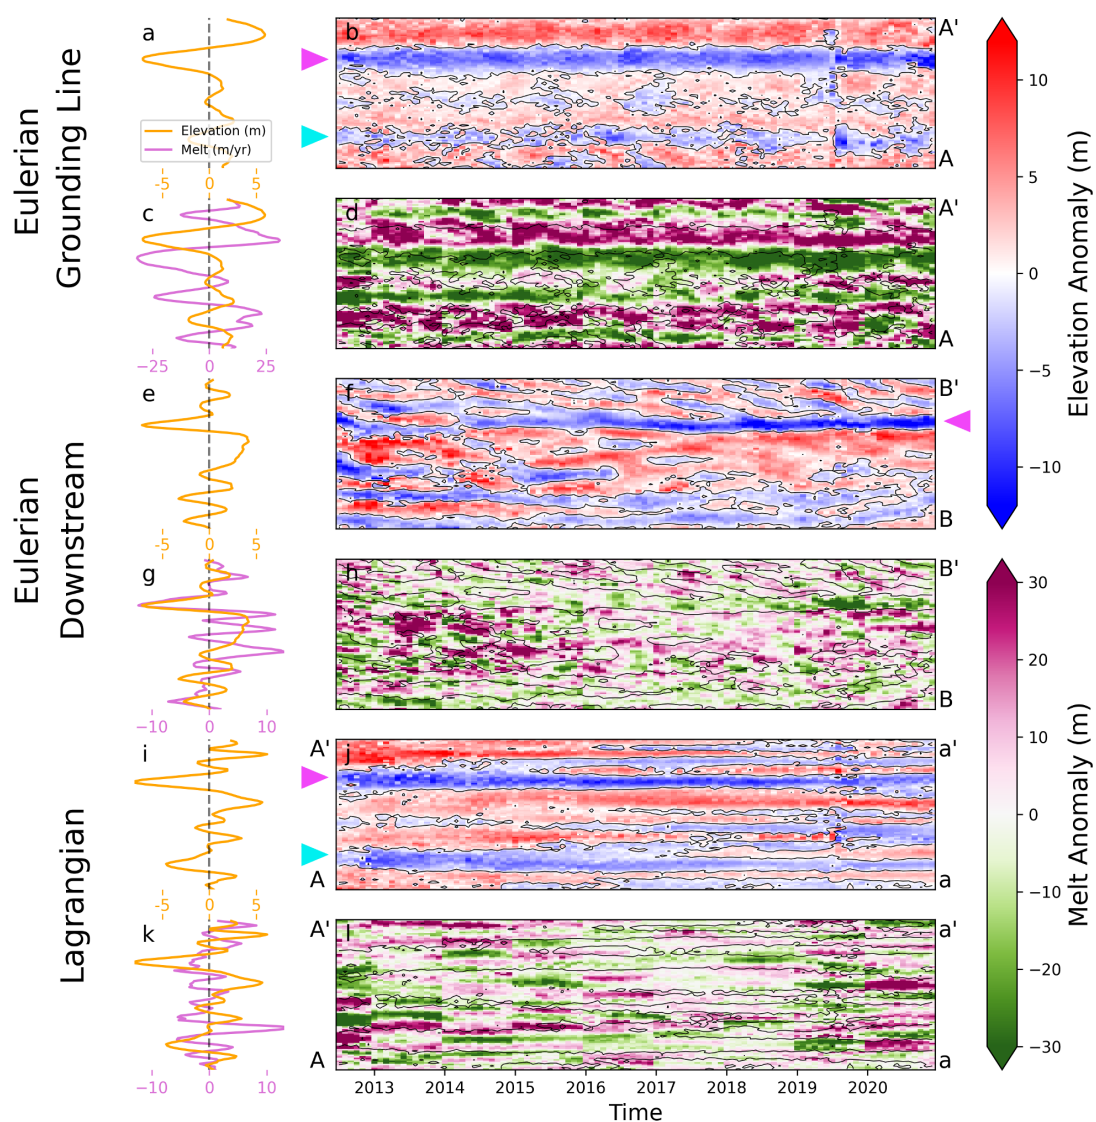 Eulerian
Grounding Line
a
Elevation (m)
Melt (m/yr)
-5 0 5
b
A'
A
c
-25 0 25
d
A'
A
Eulerian
Downstream
e
-5 0 5
f
B'
B
g
−10 0 10
h
B'
B
Lagrangian
i
-5 0 5
A'
A
j
a'
a
k
−10 0 10
A'
A
l
a'
a
2013 2014 2015 2016 2017 2018 2019 2020
Time
10
5
0
−5
−10
Elevation Anomaly (m)
30
20
10
0
−10
−20
−30
Melt Anomaly (m)